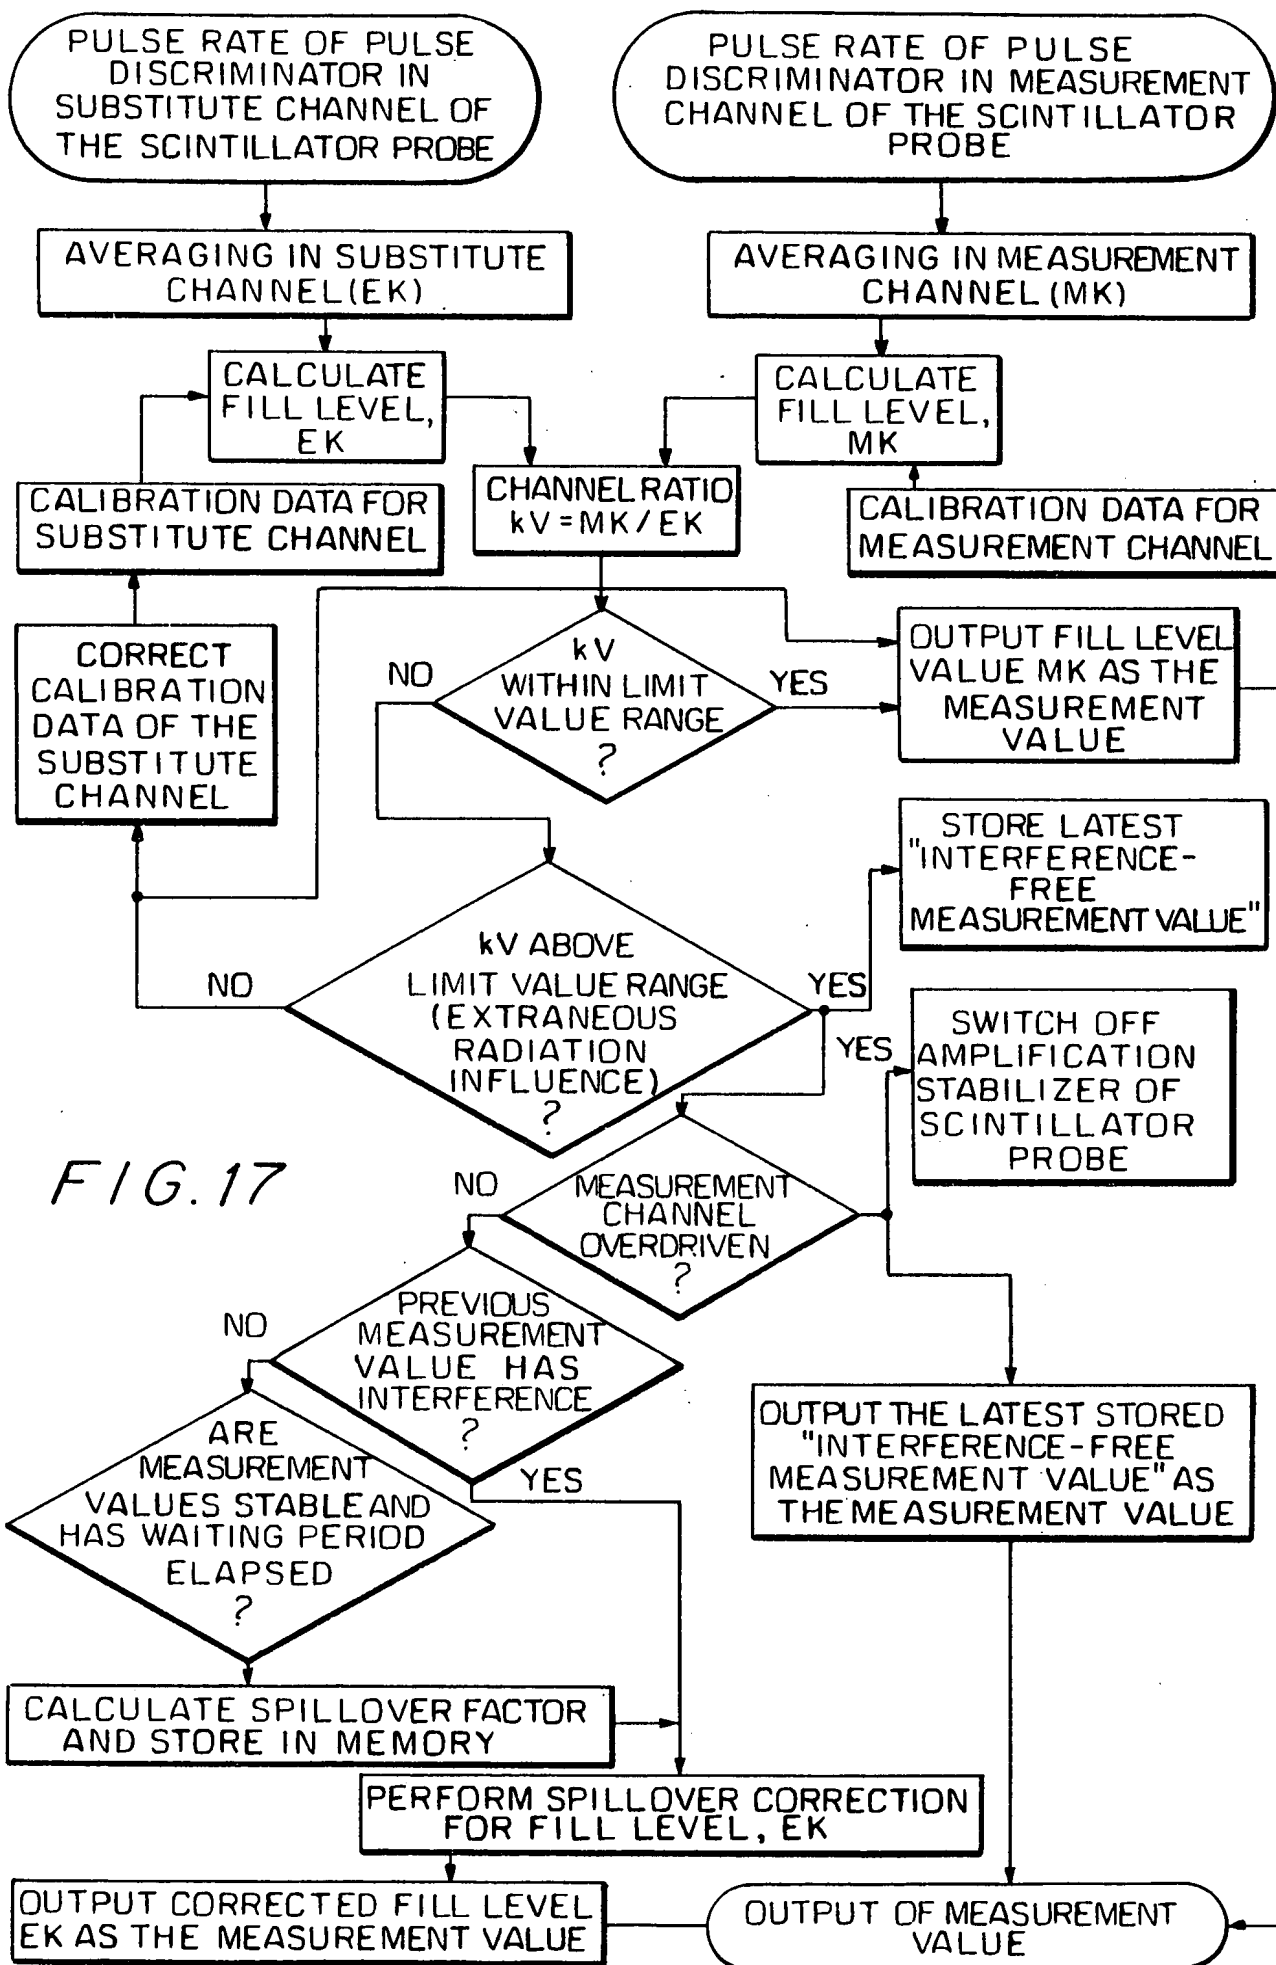 PULSE RATE OF PULSE
DISCRIMINATOR IN
SUBSTITUTE CHANNEL OF
THE SCINTILLATOR PROBE
PULSE RATE OF PULSE
DISCRIMINATOR IN MEASUREMENT
CHANNEL OF THE SCINTILLATOR
PROBE
AVERAGING IN SUBSTITUTE
CHANNEL(EK)
AVERAGING IN MEASUREMENT
CHANNEL (MK)
CALCULATE
FILL LEVEL,
EK
CALCULATE
FILL LEVEL,
MK
CALIBRATION DATA FOR
SUBSTITUTE CHANNEL
CHANNEL RATIO
kV=MK/EK
CALIBRATION DATA FOR
MEASUREMENT CHANNEL
CORRECT
CALIBRATION
DATA OF THE
SUBSTITUTE
CHANNEL
NO
kV
WITHIN LIMIT
VALUE RANGE
?
YES
OUTPUT FILL LEVEL
VALUE MK AS THE
MEASUREMENT
VALUE
STORE LATEST
"INTERFERENCE-
FREE
MEASUREMENT VALUE"
NO
kV ABOVE
LIMIT VALUE RANGE
(EXTRANEOUS
RADIATION
INFLUENCE)
?
YES
YES
SWITCH OFF
AMPLIFICATION
STABILIZER OF
SCINTILLATOR
PROBE
FIG.17
NO
MEASUREMENT
CHANNEL
OVERDRIVEN
?
NO
PREVIOUS
MEASUREMENT
VALUE HAS
INTERFERENCE
?
YES
ARE
MEASUREMENT
VALUES STABLE AND
HAS WAITING PERIOD
ELAPSED
?
OUTPUT THE LATEST STORED
"INTERFERENCE-FREE
MEASUREMENT VALUE" AS
THE MEASUREMENT VALUE
CALCULATE SPILLOVER FACTOR
AND STORE IN MEMORY
PERFORM SPILLOVER CORRECTION
FOR FILL LEVEL, EK
OUTPUT CORRECTED FILL LEVEL
EK AS THE MEASUREMENT VALUE
OUTPUT OF MEASUREMENT
VALUE